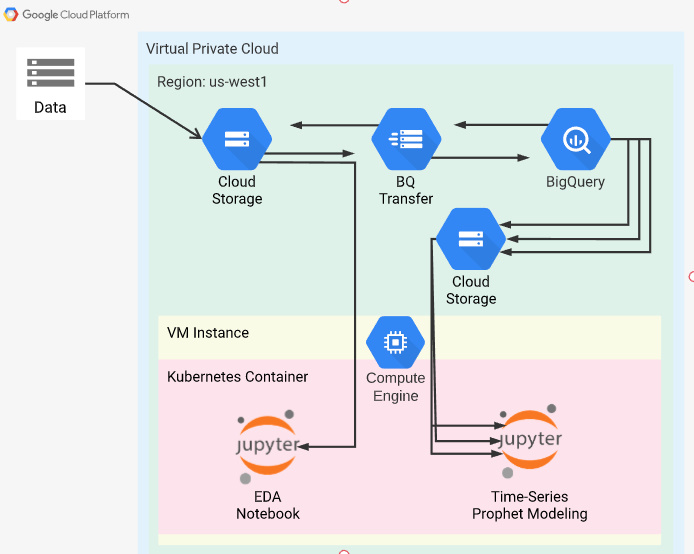 Google Cloud Platform
Virtual Private Cloud
Region: us-west1
Data
Cloud
Storage
BQ
Transfer
BigQuery
Cloud
Storage
VM Instance
Kubernetes Container
Compute
Engine
jupyter
jupyter
EDA
Notebook
Time-Series
Prophet Modeling